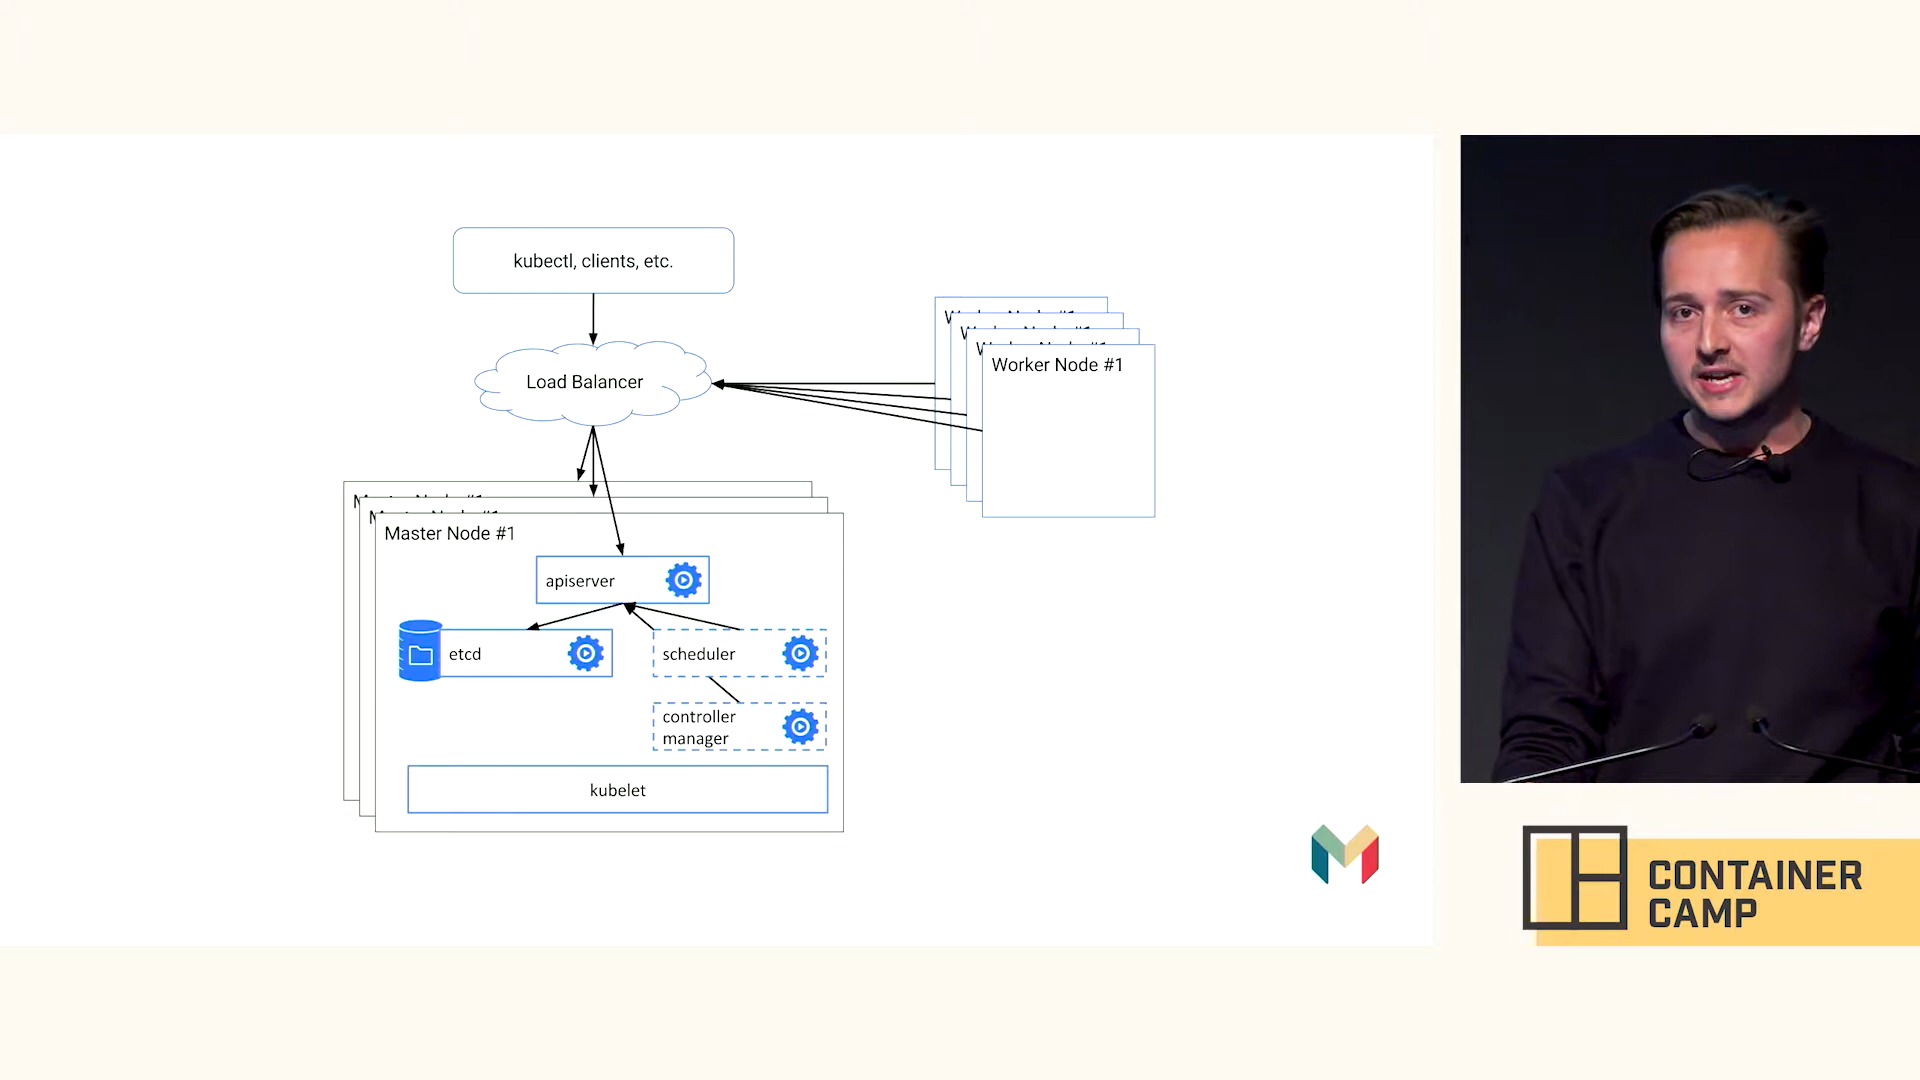 kubectl, clients, etc.
Load Balancer
Worker Node #1
Master Node #1
apiserver
etcd
scheduler
controller
manager
kubelet
CONTAINER
CAMP